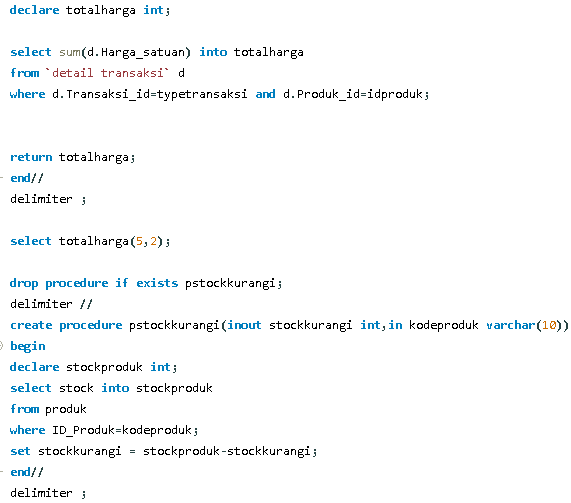 declare totalharga int;
select sum(d.Harga_satuan) into totalharga
from `detail transaksi` d
where d.Transaksi_id=typetransaksi and d.Produk_id=idproduk;
return totalharga;
end//
delimiter ;
select totalharga(5,2);
drop procedure if exists pstockkurangi;
delimiter //
create procedure pstockkurangi(inout stockkurangi int,in kodeproduk varchar(10))
begin
declare stockproduk int;
select stock into stockproduk
from produk
where ID_Produk=kodeproduk;
set stockkurangi = stockproduk-stockkurangi;
end//
delimiter ;